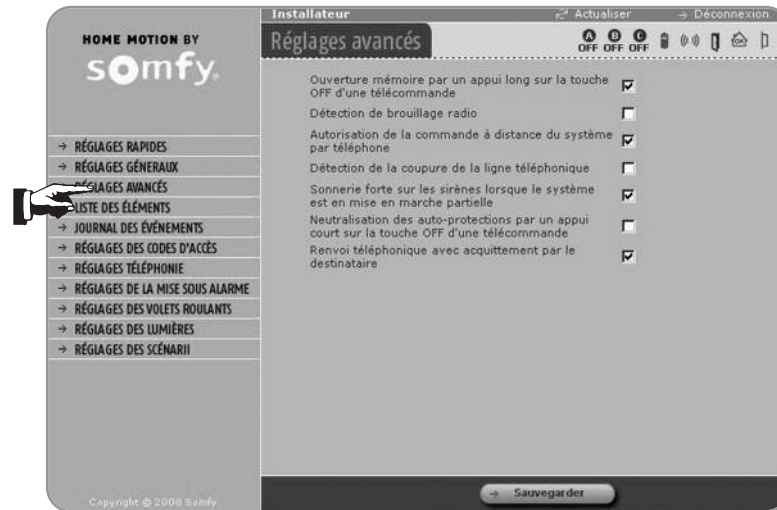 Installateur
Actualiser
→ Déconnexion
HOME MOTION BY
somfy.
Réglages avancés
A B C
OFF OFF OFF
OK
Ouverture mémoire par un appui long sur la touche
OFF d'une télécommande
Détection de brouillage radio
Autorisation de la commande à distance du système
par téléphone
Détection de la coupure de la ligne téléphonique
Sonnerie forte sur les sirènes lorsque le système
est en mise en marche partielle
Neutralisation des auto-protections par un appui
court sur la touche OFF d'une télécommande
Renvoi téléphonique avec acquittement par le
destinataire
→ RÉGLAGES RAPIDES
→ RÉGLAGES GÉNERAUX
RÉGLAGES AVANCÉS
LISTE DES ÉLÉMENTS
→ JOURNAL DES ÉVÉNEMENTS
→ RÉGLAGES DES CODES D'ACCÈS
→ RÉGLAGES TÉLÉPHONIE
→ RÉGLAGES DE LA MISE SOUS ALARME
→ RÉGLAGES DES VOLETS ROULANTS
→ RÉGLAGES DES LUMIÈRES
→ RÉGLAGES DES SCÉNARII
→ Sauvegarder
Copyright © 2008 Somfy